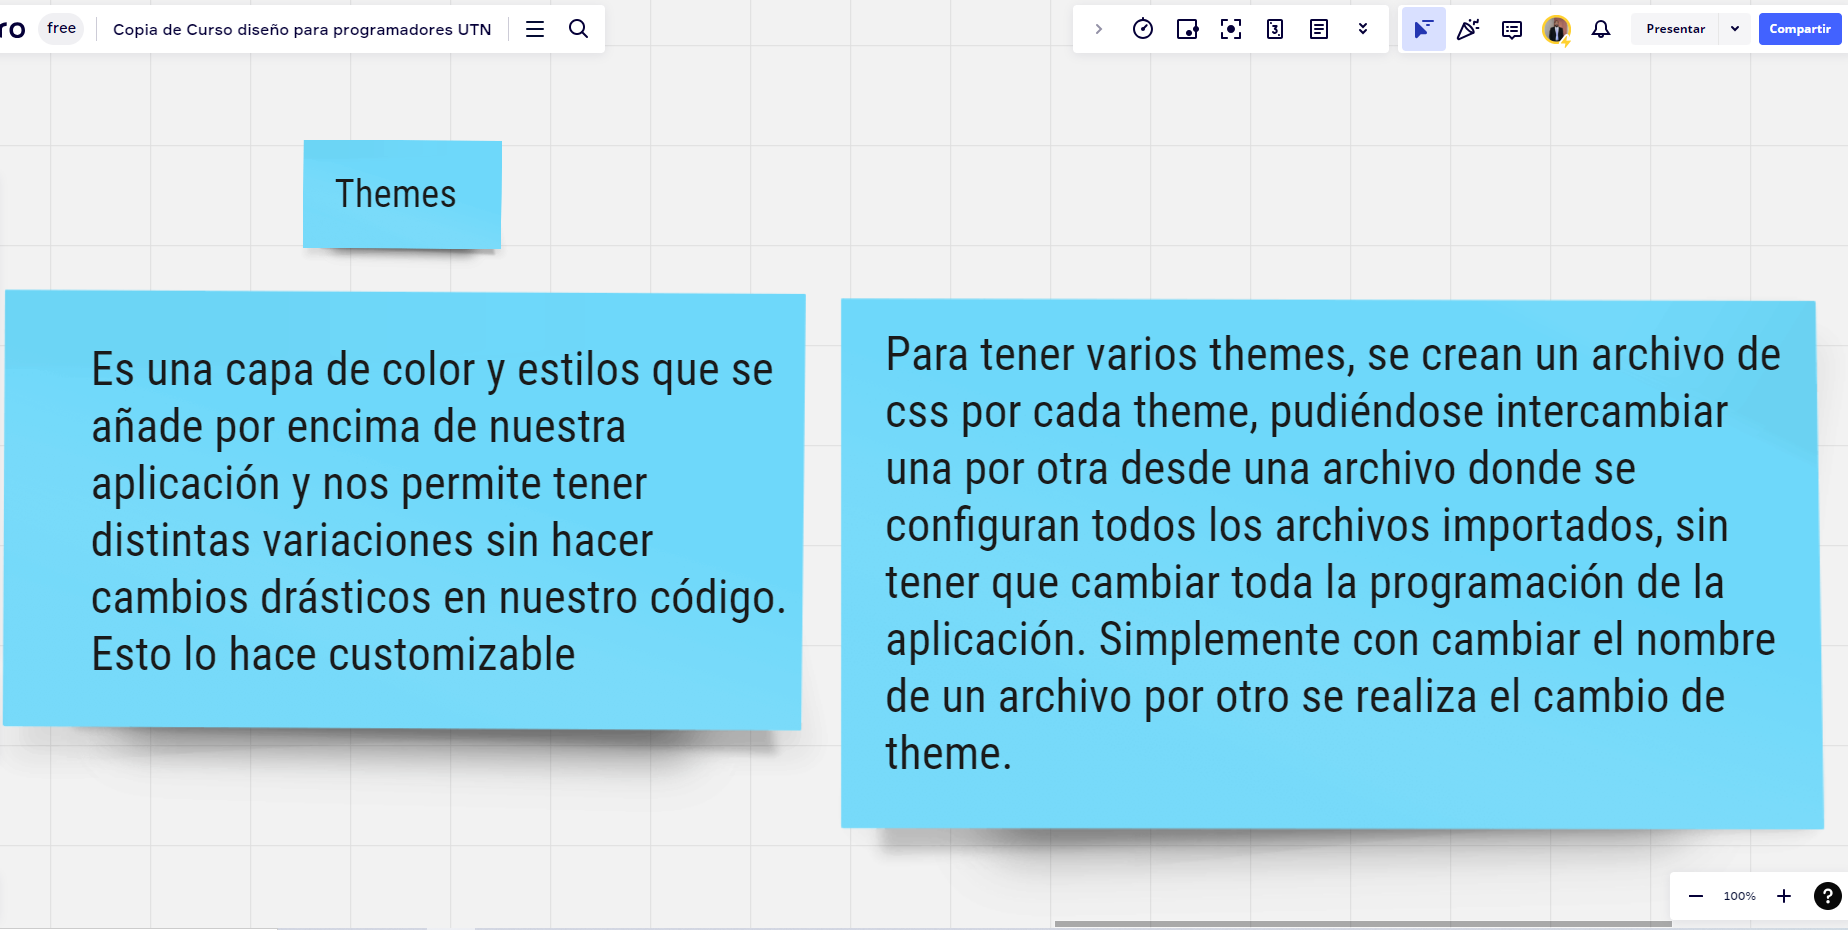 ro free Copia de Curso diseño para programadores UTN Presentar Compartir
Themes
Es una capa de color y estilos que se
añade por encima de nuestra
aplicación y nos permite tener
distintas variaciones sin hacer
cambios drásticos en nuestro código.
Esto lo hace customizable
Para tener varios themes, se crean un archivo de
css por cada theme, pudiéndose intercambiar
una por otra desde una archivo donde se
configuran todos los archivos importados, sin
tener que cambiar toda la programación de la
aplicación. Simplemente con cambiar el nombre
de un archivo por otro se realiza el cambio de
theme.
100%